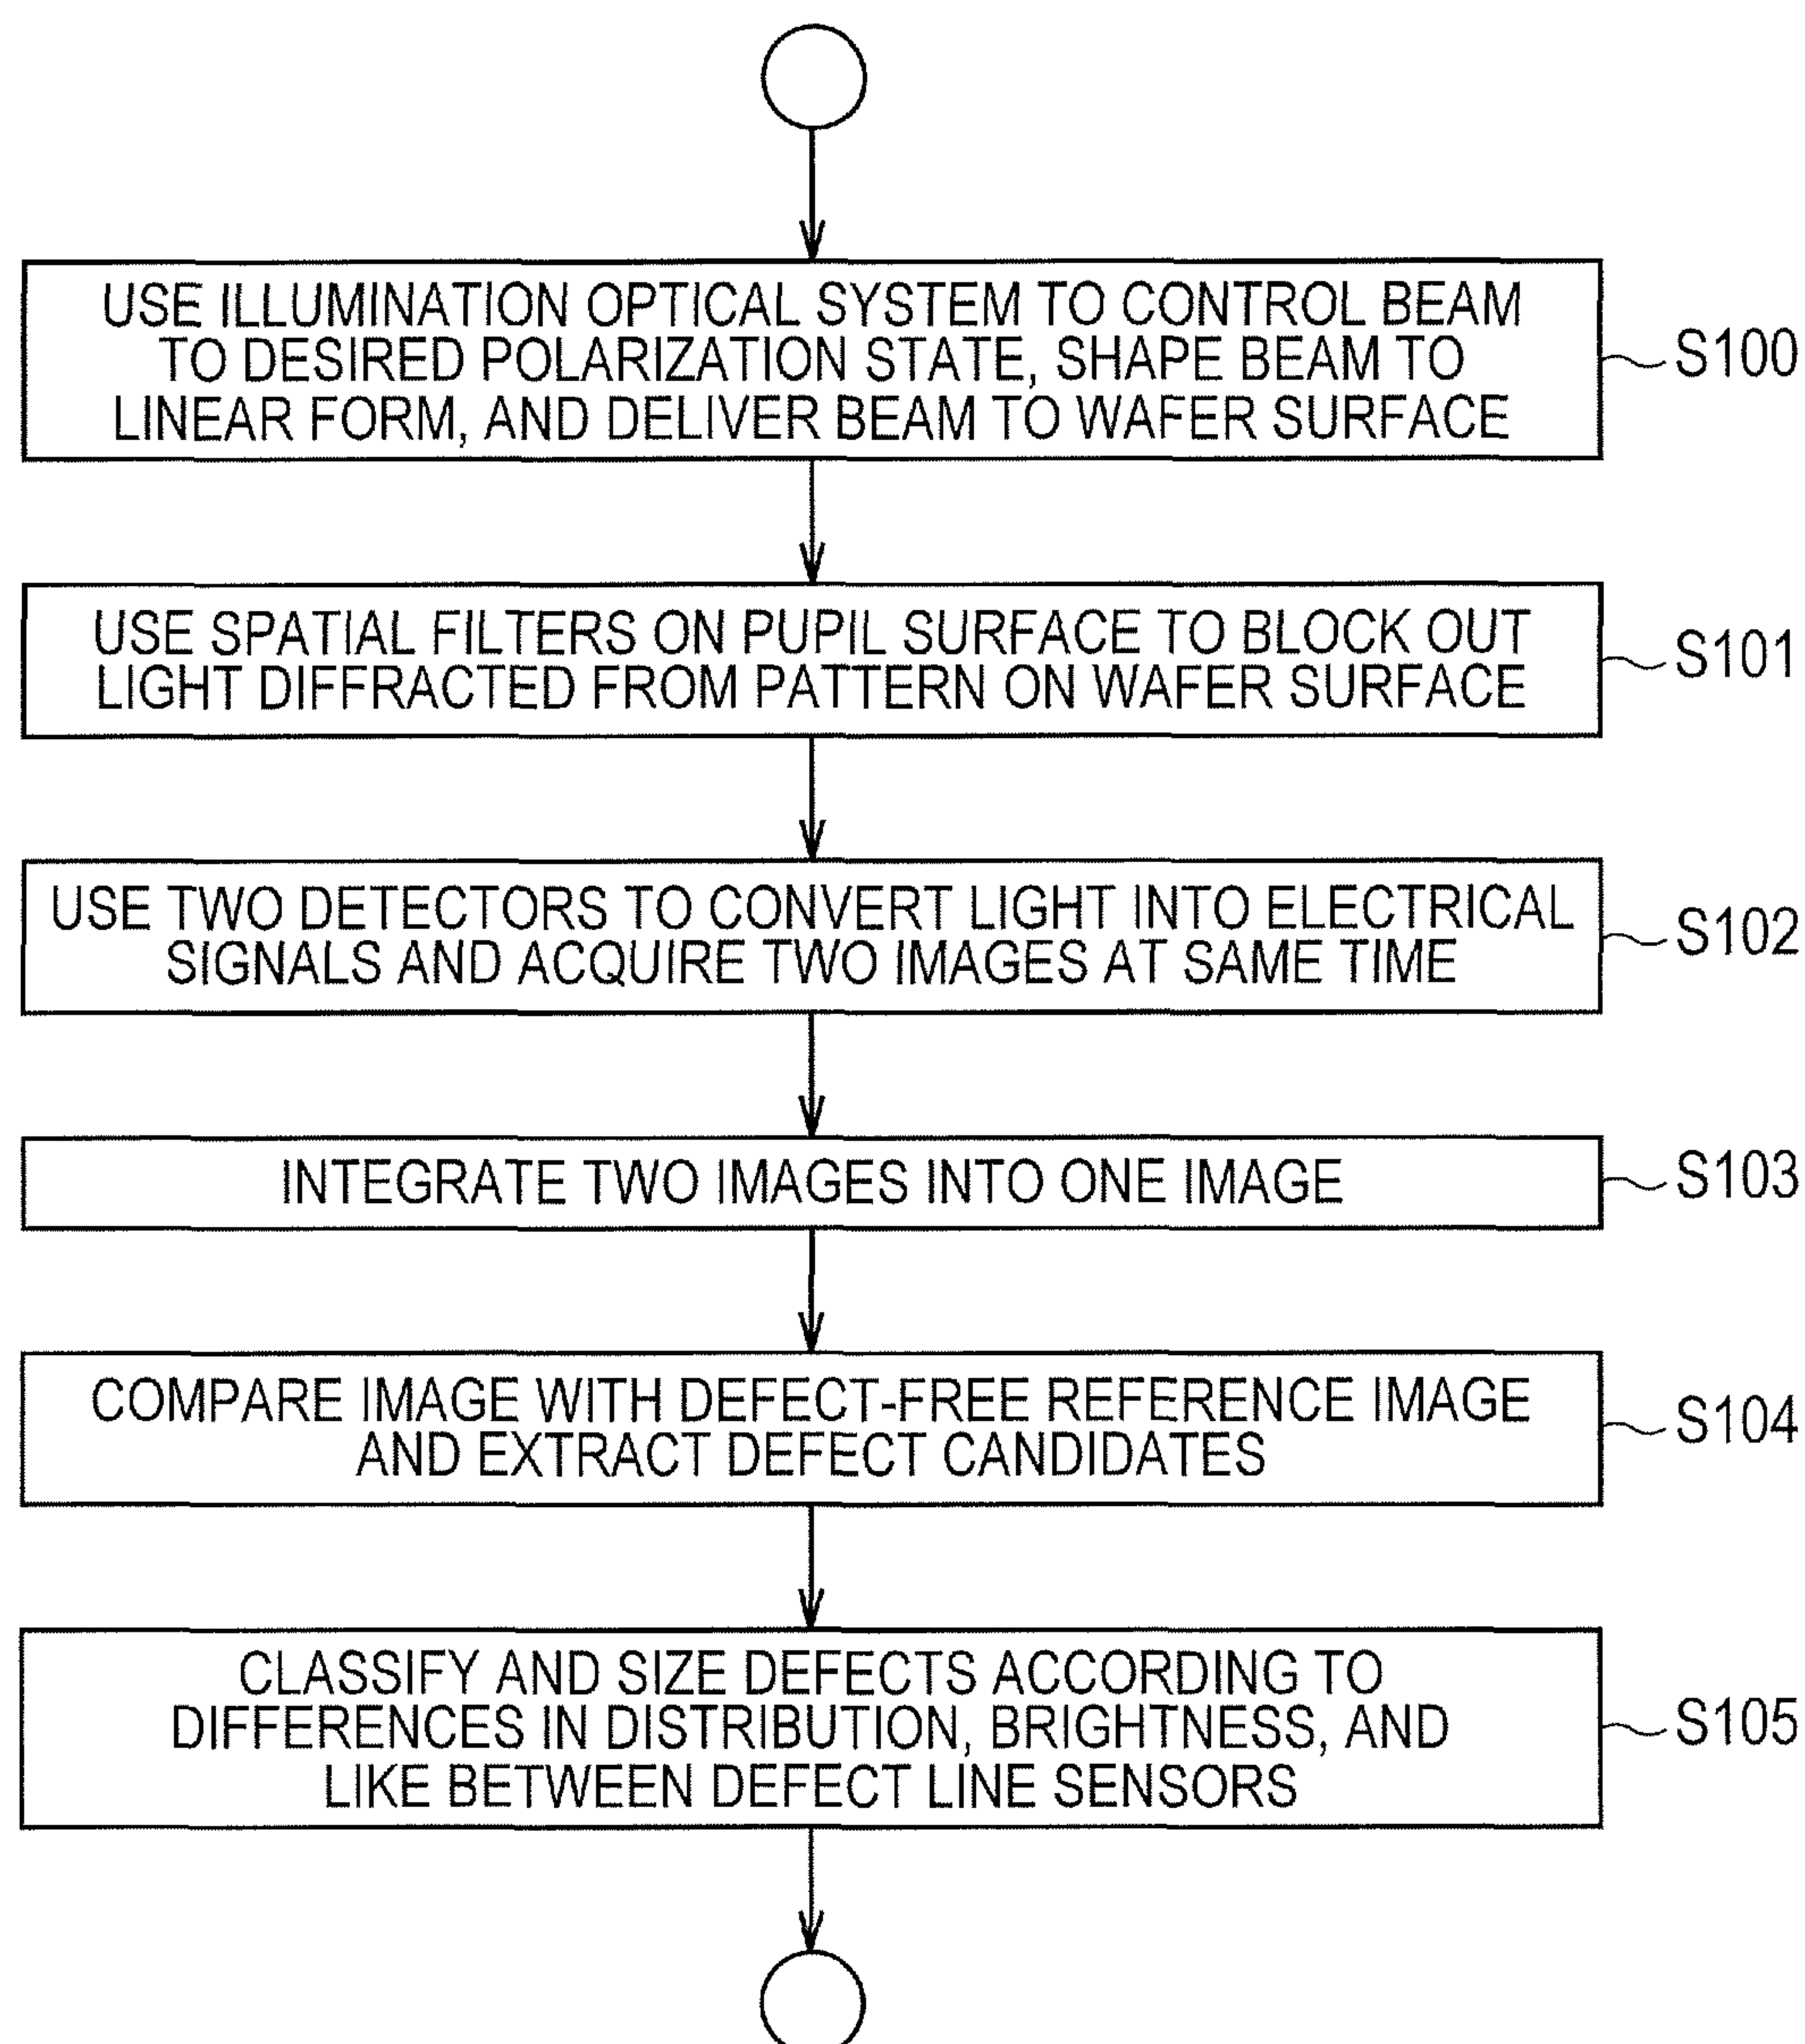 USE ILLUMINATION OPTICAL SYSTEM TO CONTROL BEAM
TO DESIRED POLARIZATION STATE, SHAPE BEAM TO
LINEAR FORM, AND DELIVER BEAM TO WAFER SURFACE
S100
USE SPATIAL FILTERS ON PUPIL SURFACE TO BLOCK OUT
LIGHT DIFFRACTED FROM PATTERN ON WAFER SURFACE
S101
USE TWO DETECTORS TO CONVERT LIGHT INTO ELECTRICAL
SIGNALS AND ACQUIRE TWO IMAGES AT SAME TIME
S102
INTEGRATE TWO IMAGES INTO ONE IMAGE
S103
COMPARE IMAGE WITH DEFECT-FREE REFERENCE IMAGE
AND EXTRACT DEFECT CANDIDATES
S104
CLASSIFY AND SIZE DEFECTS ACCORDING TO
DIFFERENCES IN DISTRIBUTION, BRIGHTNESS, AND
LIKE BETWEEN DEFECT LINE SENSORS
S105